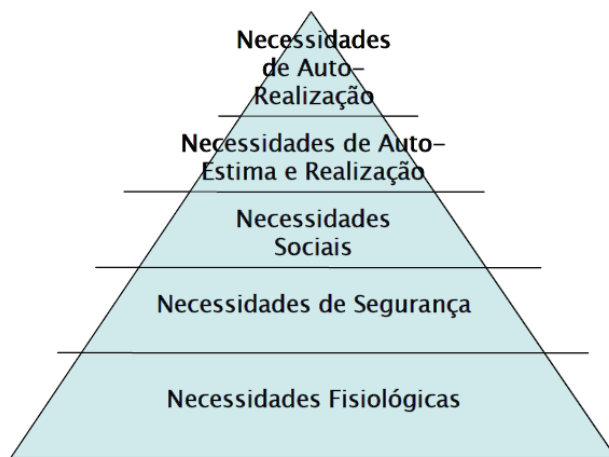 Necessidades
de Auto-
Realização
Necessidades de Auto-
Estima e Realização
Necessidades
Sociais
Necessidades de Segurança
Necessidades Fisiológicas